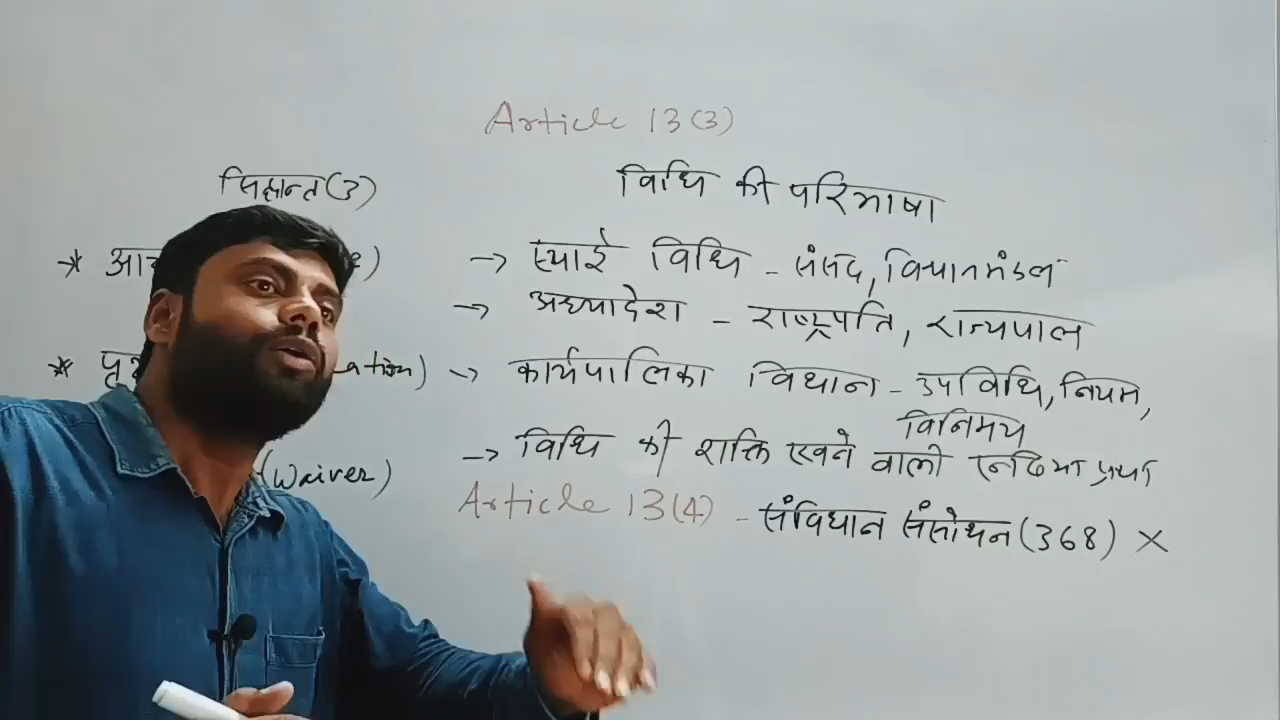 Article 13(3)
सिद्धान्त(3)
विधि की परिभाषा
* आ
→ स्थाई विधि - संसद, विधानमंडल
→ अध्यादेश - राष्ट्रपति, राज्यपाल
* पृ ation)
→ कार्यपालिका विधान - उपविधि, नियम,
विनिमय
(Waiver)
→ विधि की शक्ति रखने वाली रूढि या प्रथा
Article 13(4) - संविधान संसोधन (368) ×